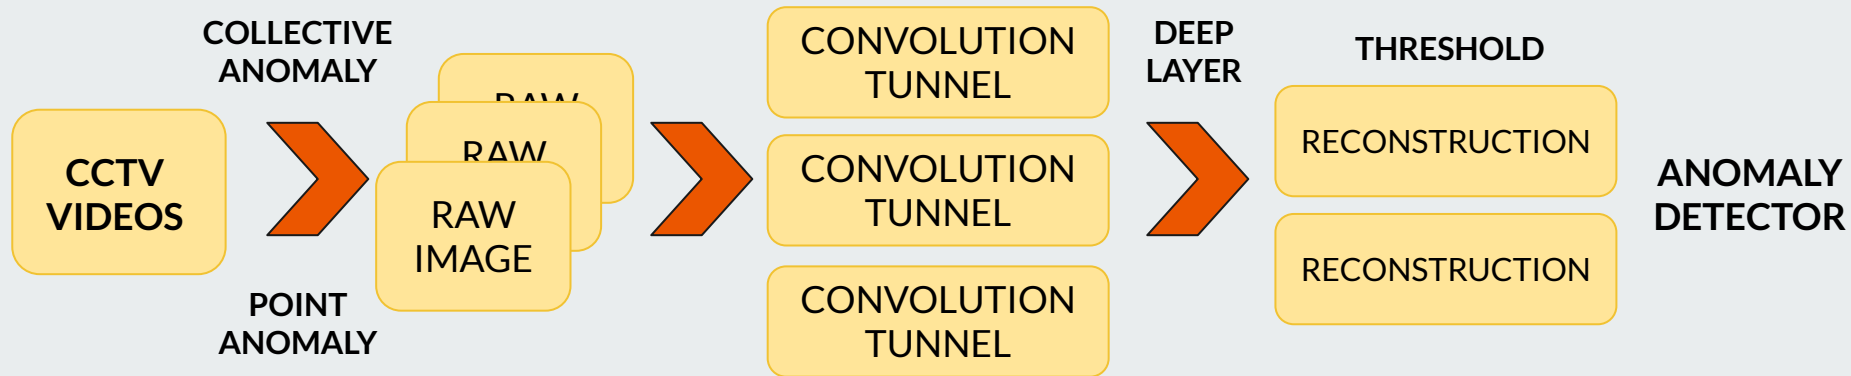 COLLECTIVE
ANOMALY
CCTV
VIDEOS
POINT
ANOMALY
RAW
RAW
RAW
IMAGE
CONVOLUTION
TUNNEL
CONVOLUTION
TUNNEL
CONVOLUTION
TUNNEL
DEEP
LAYER
THRESHOLD
RECONSTRUCTION
RECONSTRUCTION
ANOMALY
DETECTOR